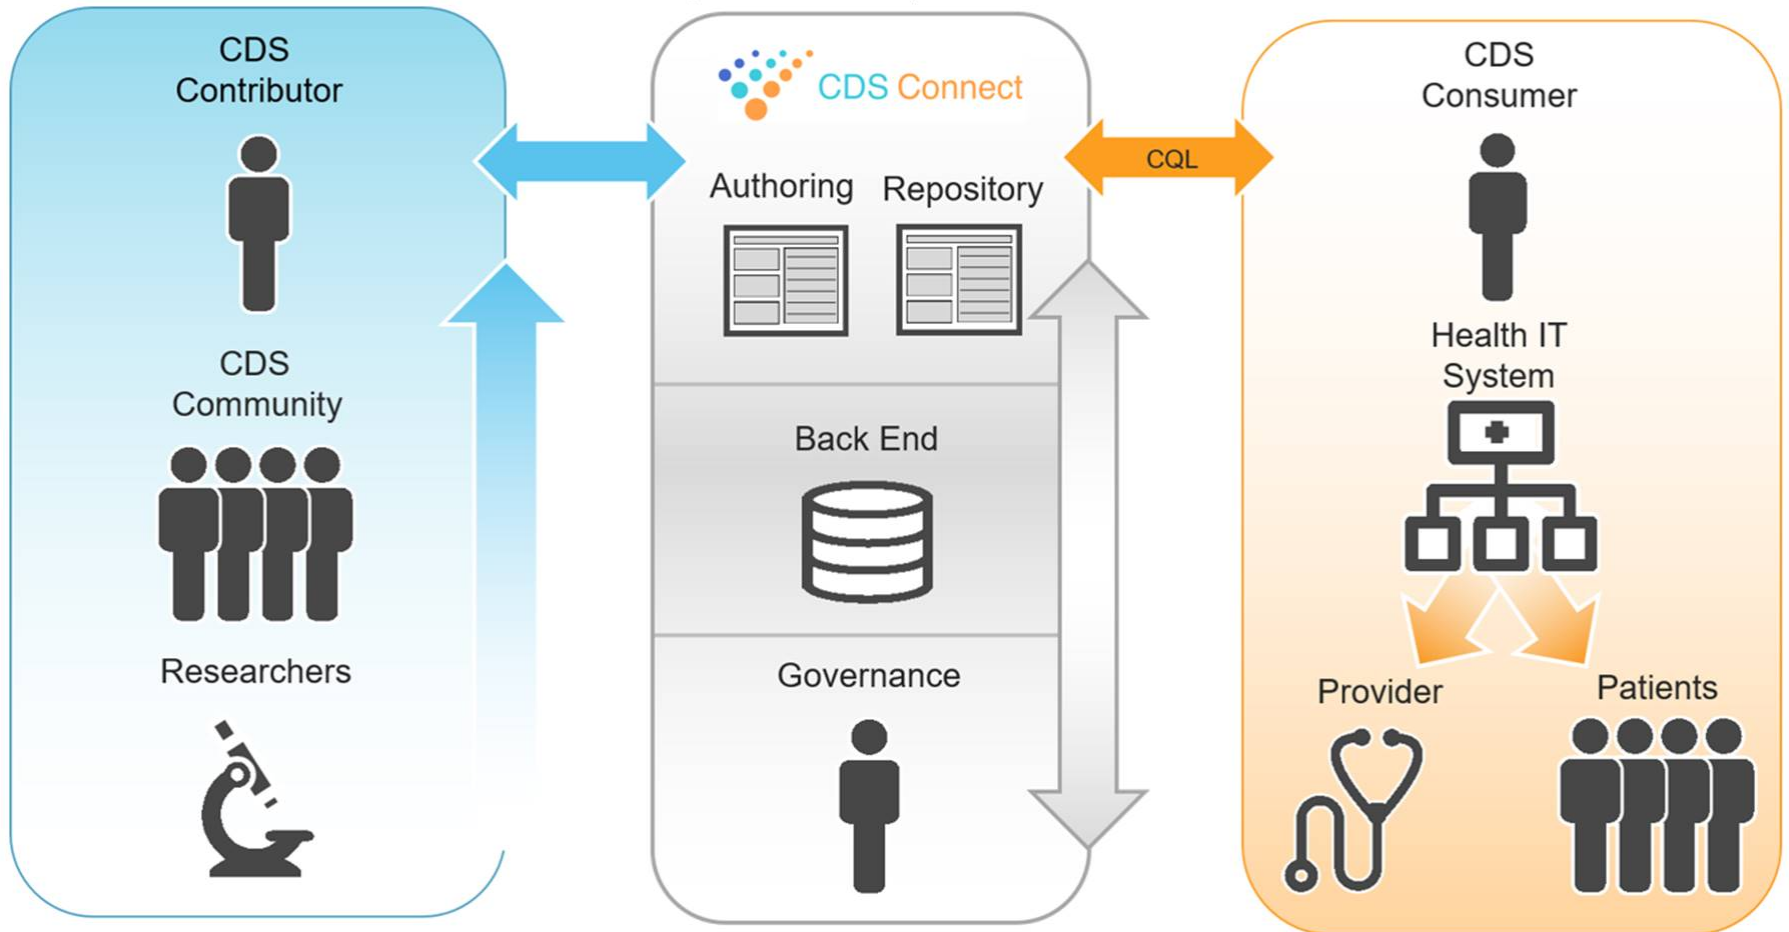 CDS
Contributor
CDS
Community
Researchers
CDS Connect
Authoring
Repository
Back End
Governance
CQL
CDS
Consumer
Health IT
System
Provider
Patients